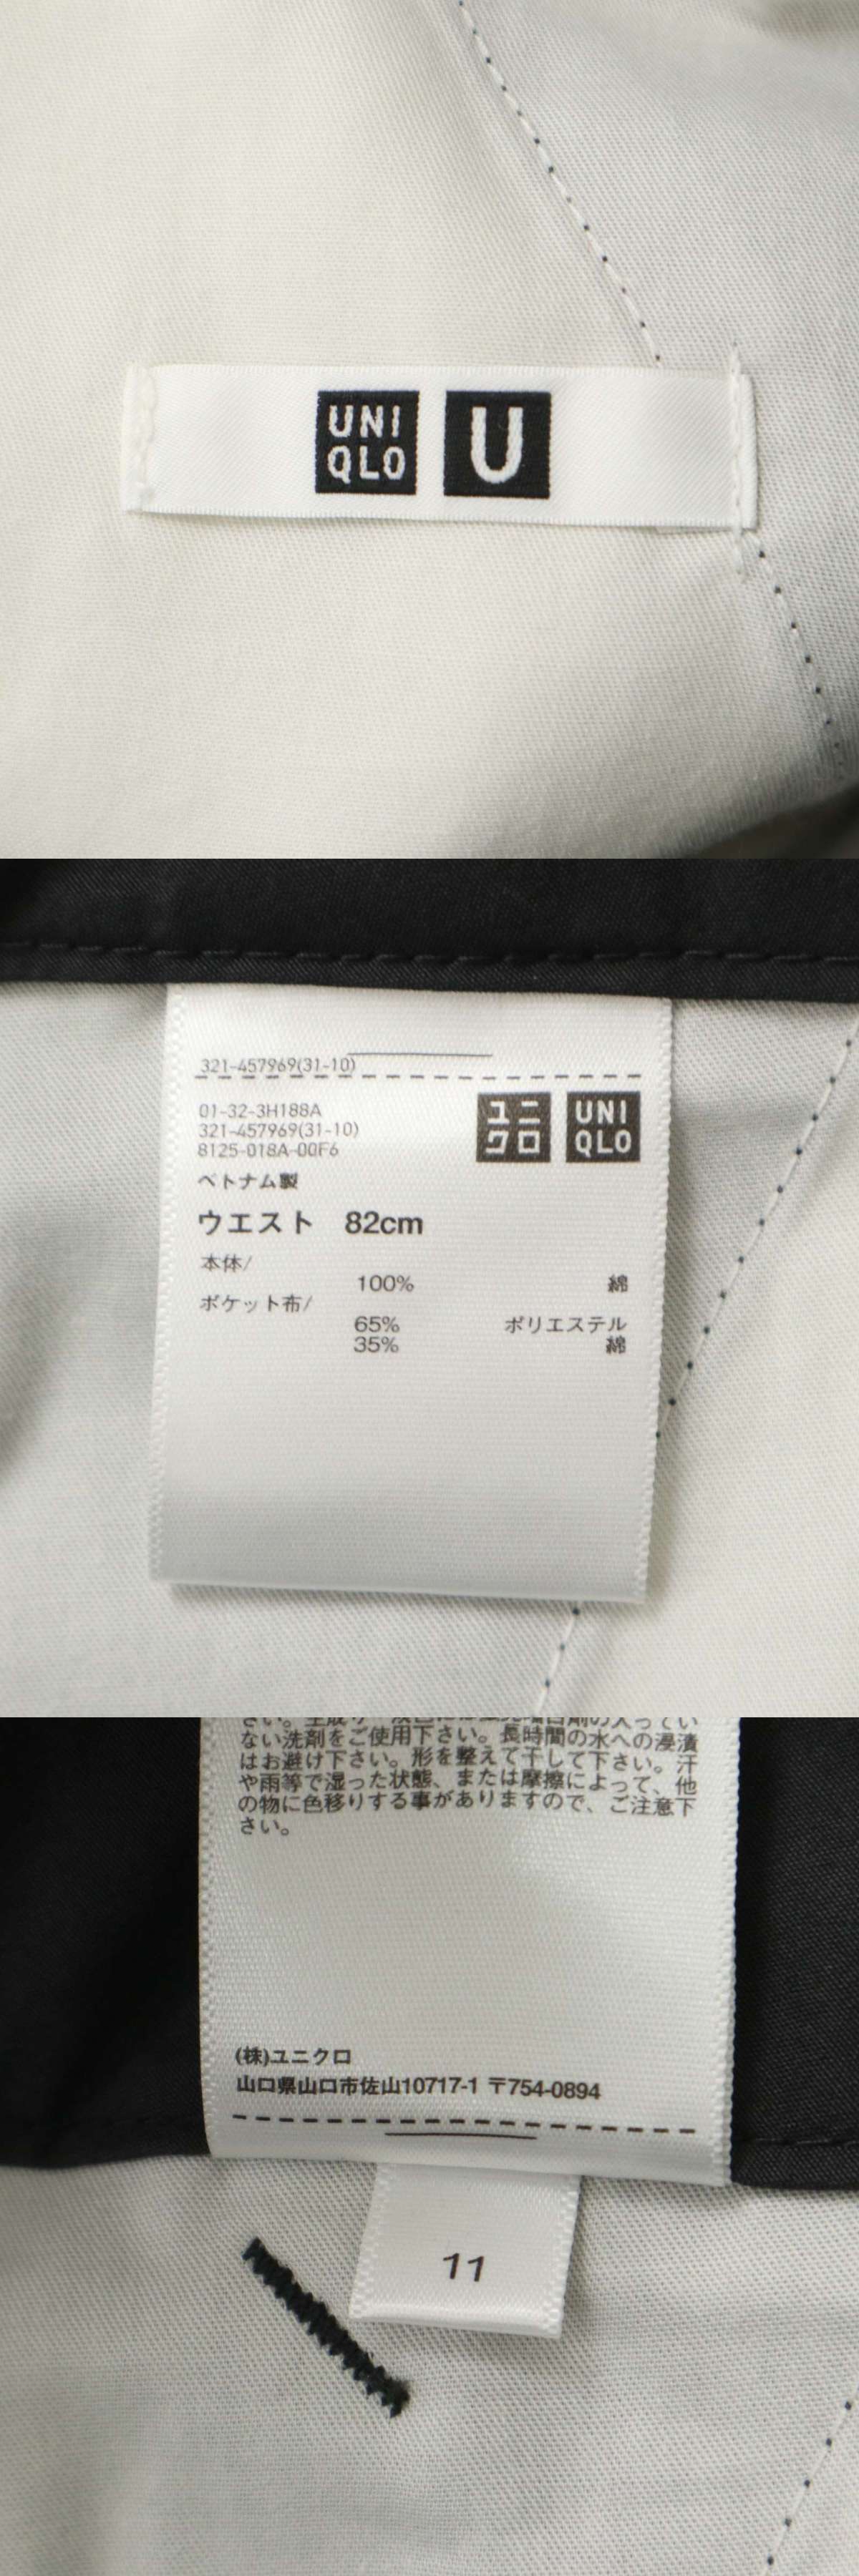 UNI
QLO
U
321-457969(31-10)
01-32-3H188A
321-457969(31-10)
8125-018A-00F6
ユニ
クロ
UNI
QLO
ベトナム製
ウエスト 82cm
本体/
100% 綿
ポケット布/
65% ポリエステル
35% 綿
ない洗剤をご使用下さい。長時間の水への浸漬
はお避け下さい。形を整えて干して下さい。汗
や雨等で湿った状態、または摩擦によって、他
の物に色移りする事がありますので、ご注意下
さい。
(株)ユニクロ
山口県山口市佐山10717-1 〒754-0894
11